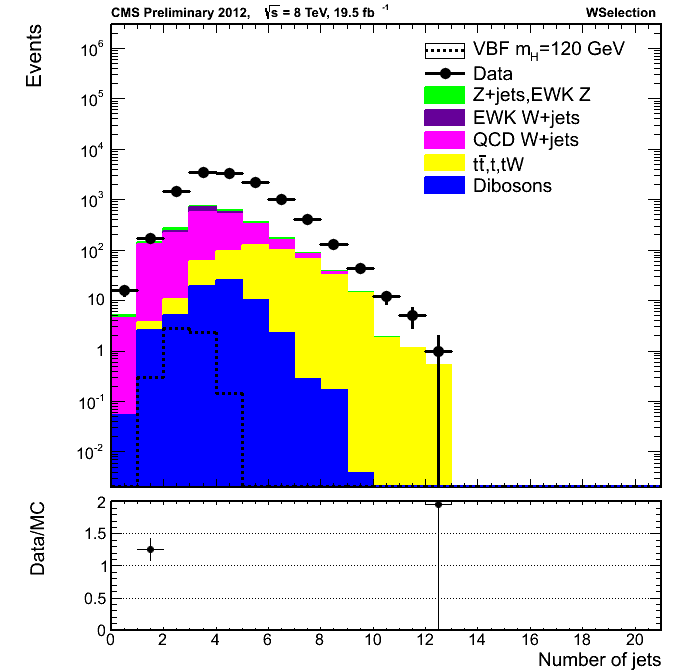 CMS Preliminary 2012, √s = 8 TeV, 19.5 fb⁻¹ WSelection
Events
10⁶
10⁵
10⁴
10³
10²
10
1
10⁻¹
10⁻²
VBF m_H=120 GeV
Data
Z+jets,EWK Z
EWK W+jets
QCD W+jets
tt̄,t,tW
Dibosons
Data/MC
2
1.5
1
0.5
0
0 2 4 6 8 10 12 14 16 18 20
Number of jets